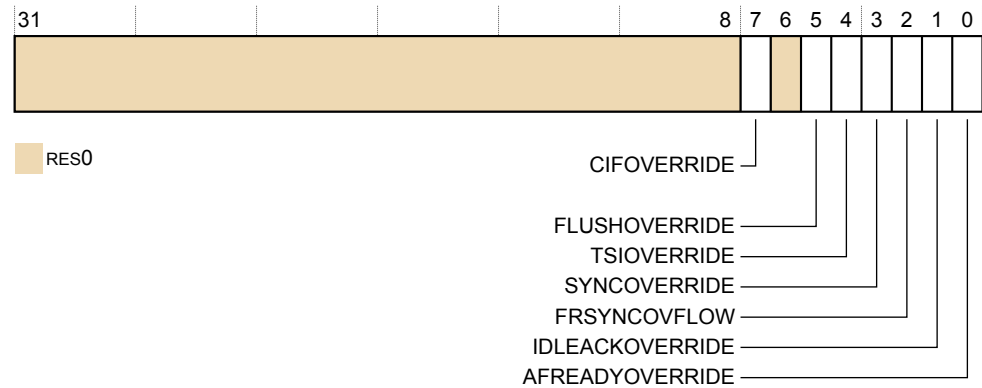 31 8 7 6 5 4 3 2 1 0
RES0
CIFOVERRIDE
FLUSHOVERRIDE
TSIOVERRIDE
SYNCOVERRIDE
FRSYNCOVFLOW
IDLEACKOVERRIDE
AFREADYOVERRIDE